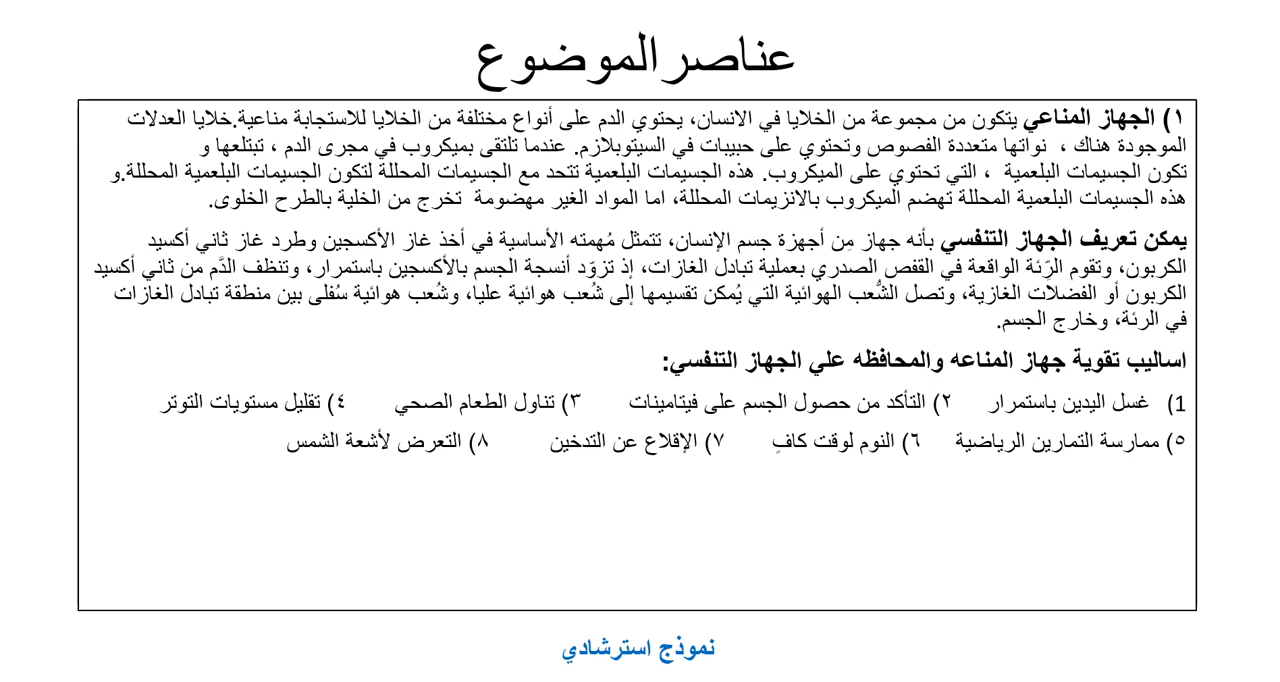 عناصر الموضوع
١) الجهاز المناعي يتكون من مجموعة من الخلايا في الانسان، يحتوي الدم على أنواع مختلفة من الخلايا للاستجابة مناعية.خلايا العدلات
الموجودة هناك ، نواتها متعددة الفصوص وتحتوي على حبيبات في السيتوبلازم. عندما تلتقى بميكروب في مجرى الدم ، تبتلعها و
تكون الجسيمات البلعمية ، التي تحتوي على الميكروب. هذه الجسيمات البلعمية تتحد مع الجسيمات المحللة لتكون الجسيمات البلعمية المحللة.و
هذه الجسيمات البلعمية المحللة تهضم الميكروب بالانزيمات المحللة، اما المواد الغير مهضومة تخرج من الخلية بالطرح الخلوى.
يمكن تعريف الجهاز التنفسي بأنه جهاز مِن أجهزة جسم الإنسان، تتمثل مُهمته الأساسية في أخذ غاز الأكسجين وطرد غاز ثاني أكسيد
الكربون، وتقوم الرّئة الواقعة في القفص الصدري بعملية تبادل الغازات، إذ تزوّد أنسجة الجسم بالأكسجين باستمرار، وتنظف الدَّم من ثاني أكسيد
الكربون أو الفضلات الغازية، وتصل الشُّعب الهوائية التي يُمكن تقسيمها إلى شُعب هوائية عليا، وشُعب هوائية سُفلى بين منطقة تبادل الغازات
في الرئة، وخارج الجسم.
اساليب تقوية جهاز المناعه والمحافظه علي الجهاز التنفسي:
1) غسل اليدين باستمرار ٢) التأكد من حصول الجسم على فيتامينات ٣) تناول الطعام الصحي ٤) تقليل مستويات التوتر
٥) ممارسة التمارين الرياضية ٦) النوم لوقت كافٍ ٧) الإقلاع عن التدخين ٨) التعرض لأشعة الشمس
نموذج استرشادي